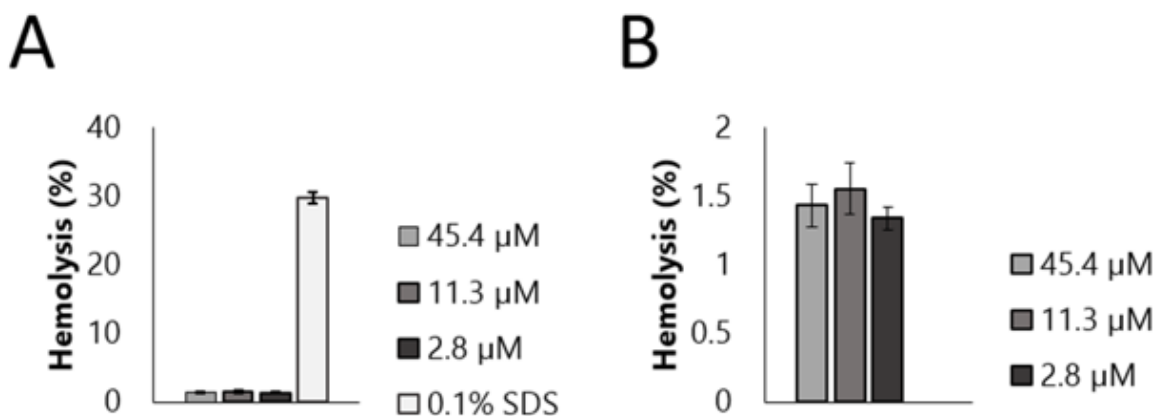 A
Hemolysis (%)
40
30
20
10
0
45.4 µM
11.3 µM
2.8 µM
0.1% SDS
B
Hemolysis (%)
2
1.5
1
0.5
0
45.4 µM
11.3 µM
2.8 µM